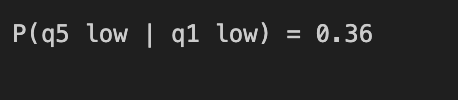 P(q5 low | q1 low) = 0.36